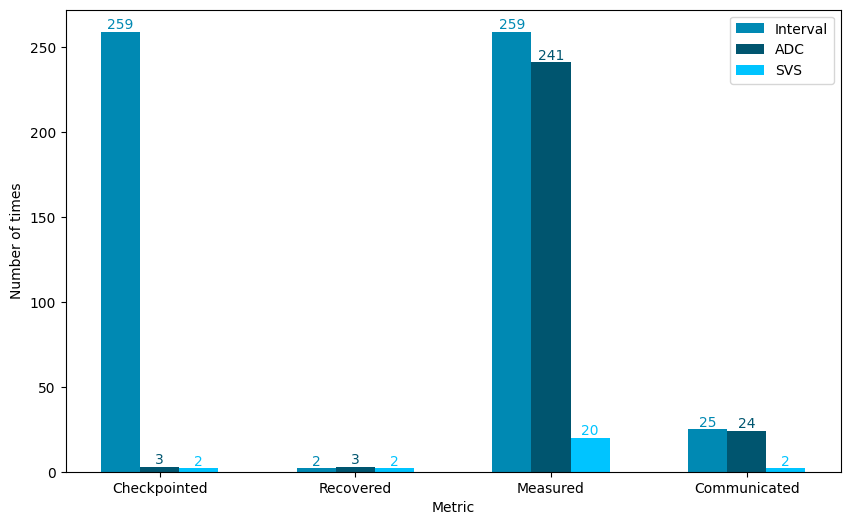 259
259
Interval
ADC
SVS
241
250
200
150
100
50
0
Number of times
3
2
2
3
2
20
25
24
2
Checkpointed
Recovered
Measured
Communicated
Metric